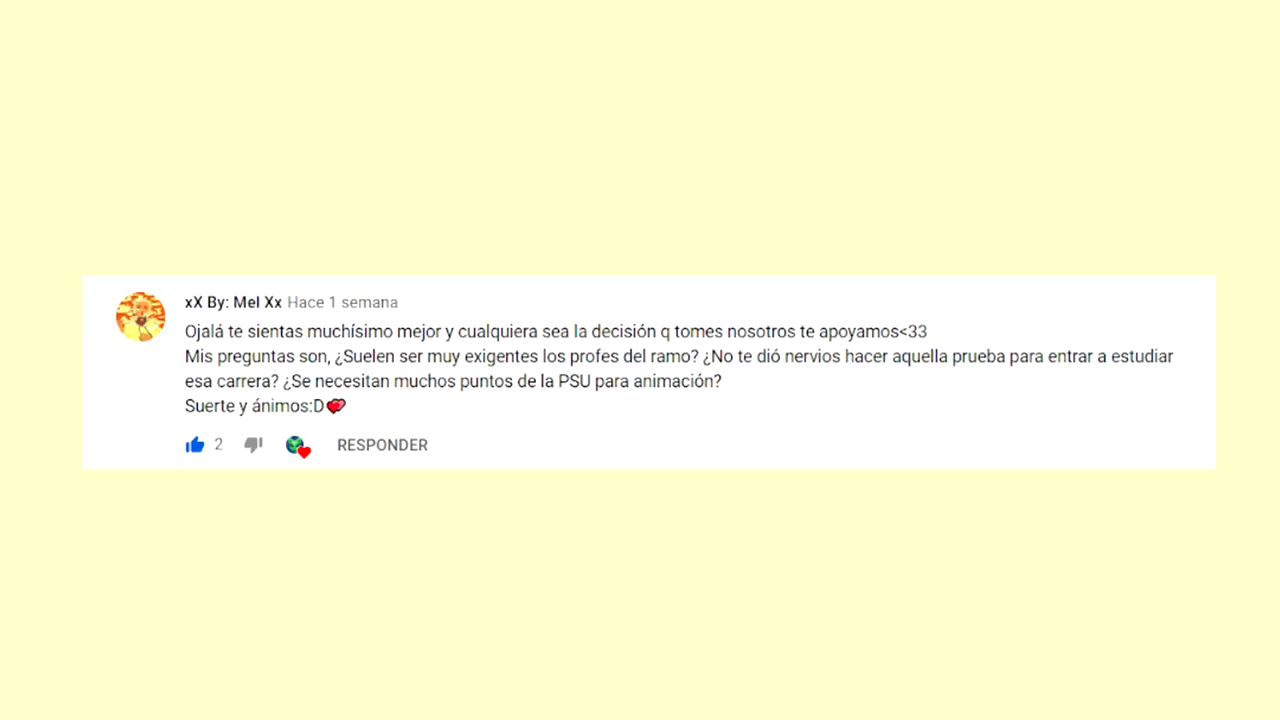 xX By: Mel Xx Hace 1 semana
Ojalá te sientas muchísimo mejor y cualquiera sea la decisión q tomes nosotros te apoyamos<33
Mis preguntas son, ¿Suelen ser muy exigentes los profes del ramo? ¿No te dió nervios hacer aquella prueba para entrar a estudiar
esa carrera? ¿Se necesitan muchos puntos de la PSU para animación?
Suerte y ánimos:D💕
2 RESPONDER